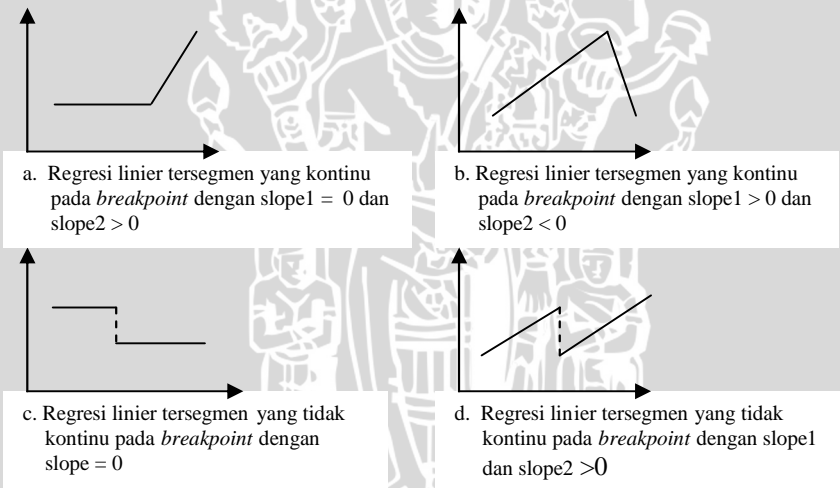 a. Regresi linier tersegmen yang kontinu
pada breakpoint dengan slope1 = 0 dan
slope2 > 0
b. Regresi linier tersegmen yang kontinu
pada breakpoint dengan slope1 > 0 dan
slope2 < 0
c. Regresi linier tersegmen yang tidak
kontinu pada breakpoint dengan
slope = 0
d. Regresi linier tersegmen yang tidak
kontinu pada breakpoint dengan slope1
dan slope2 >0